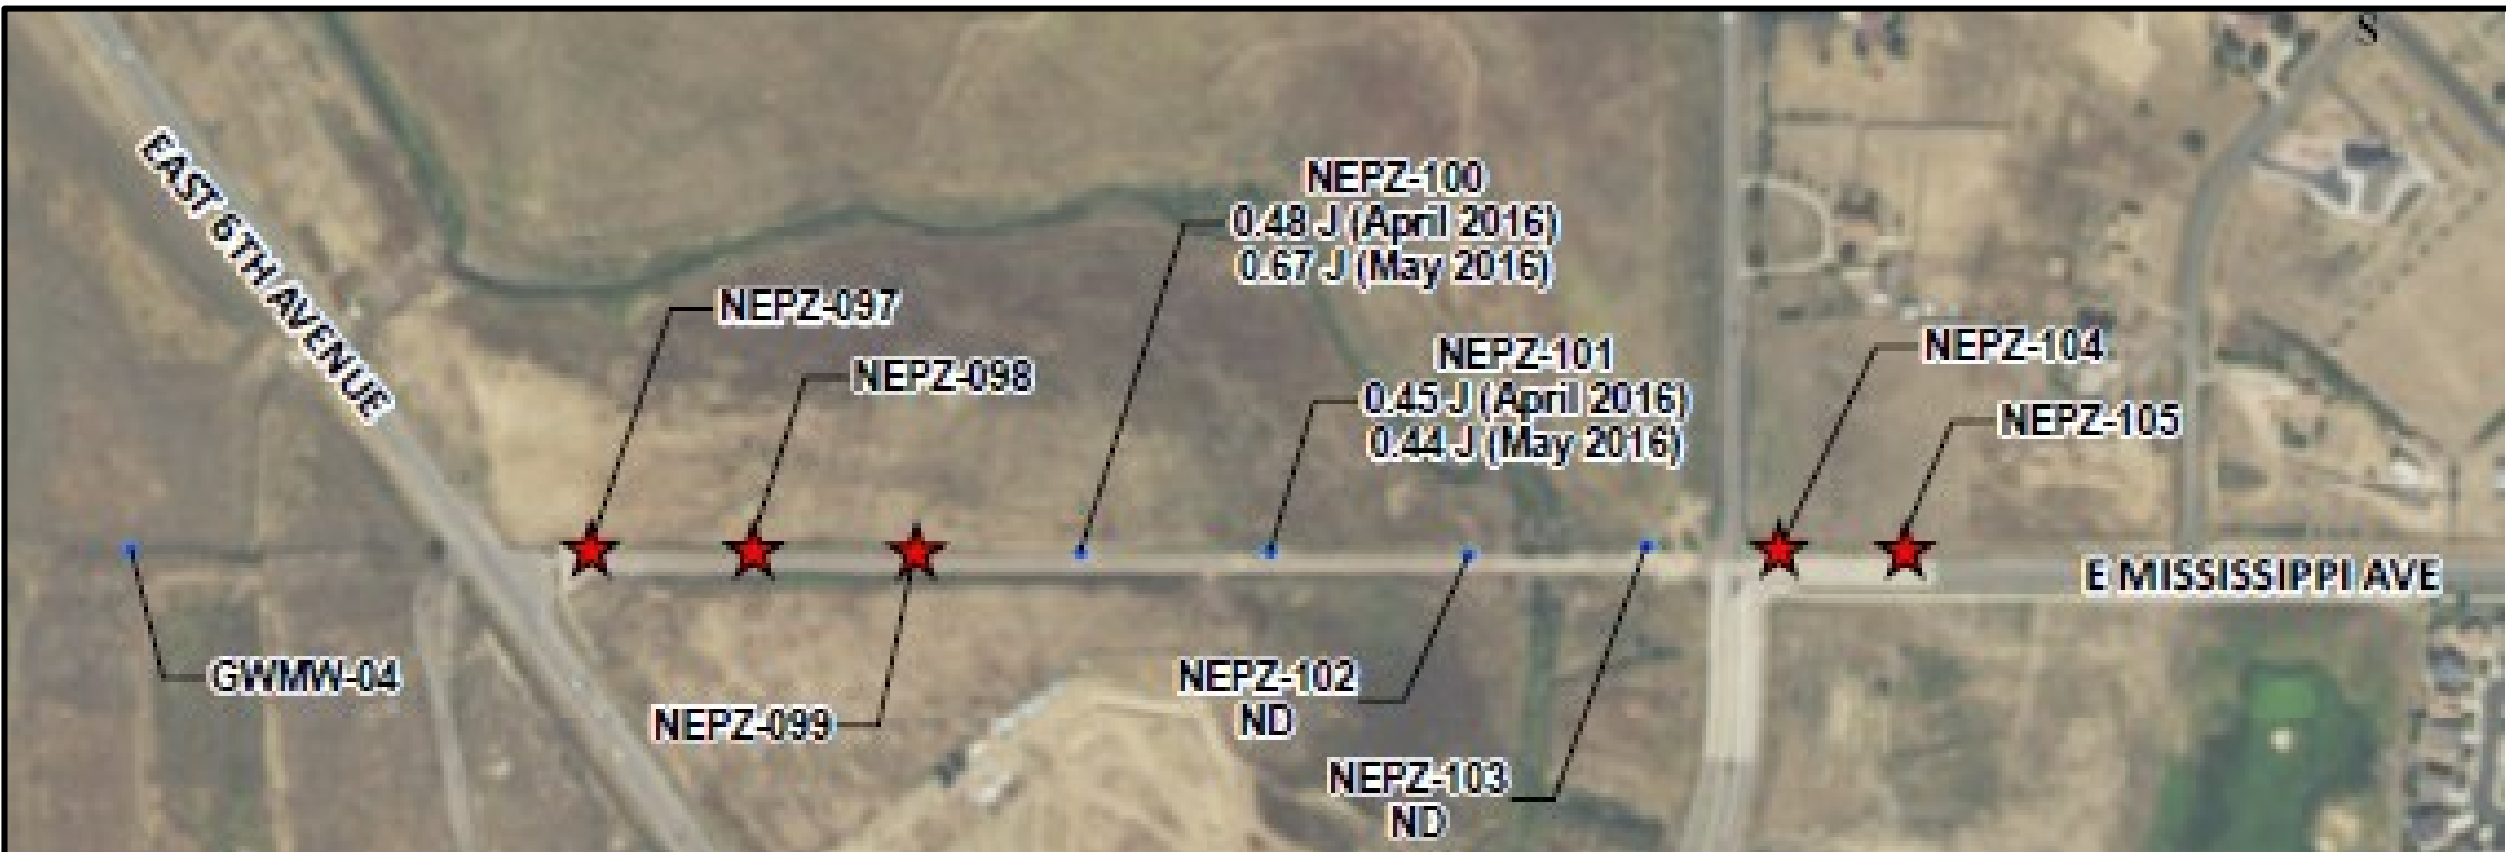 S
EAST 6TH AVENUE
NEPZ-100
0.48 J (April 2016)
0.67 J (May 2016)
NEPZ-097
NEPZ-098
NEPZ-101
0.45 J (April 2016)
0.44 J (May 2016)
NEPZ-104
NEPZ-105
E MISSISSIPPI AVE
GWMW-04
NEPZ-099
NEPZ-102
ND
NEPZ-103
ND